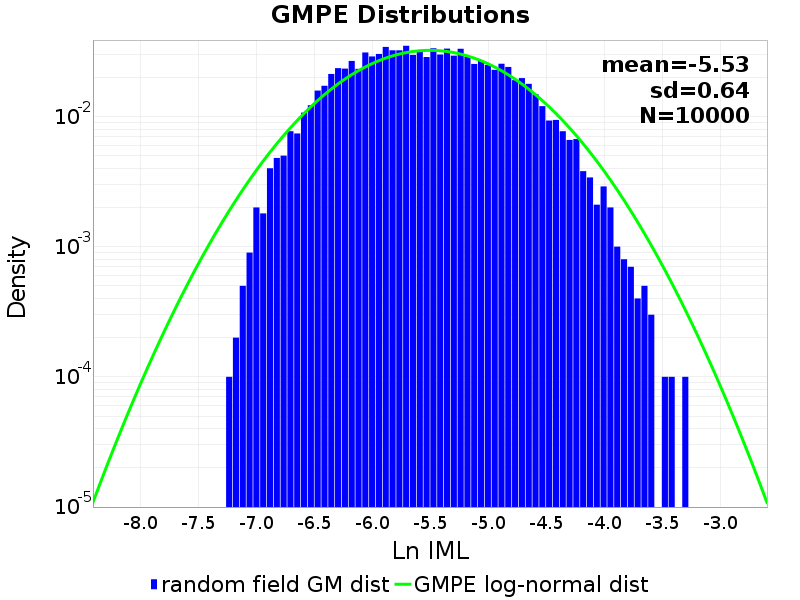 GMPE Distributions
mean=-5.53
sd=0.64
N=10000
10-2
10-3
10-4
10-5
Density
-8.0 -7.5 -7.0 -6.5 -6.0 -5.5 -5.0 -4.5 -4.0 -3.5 -3.0
Ln IML
random field GM dist GMPE log-normal dist